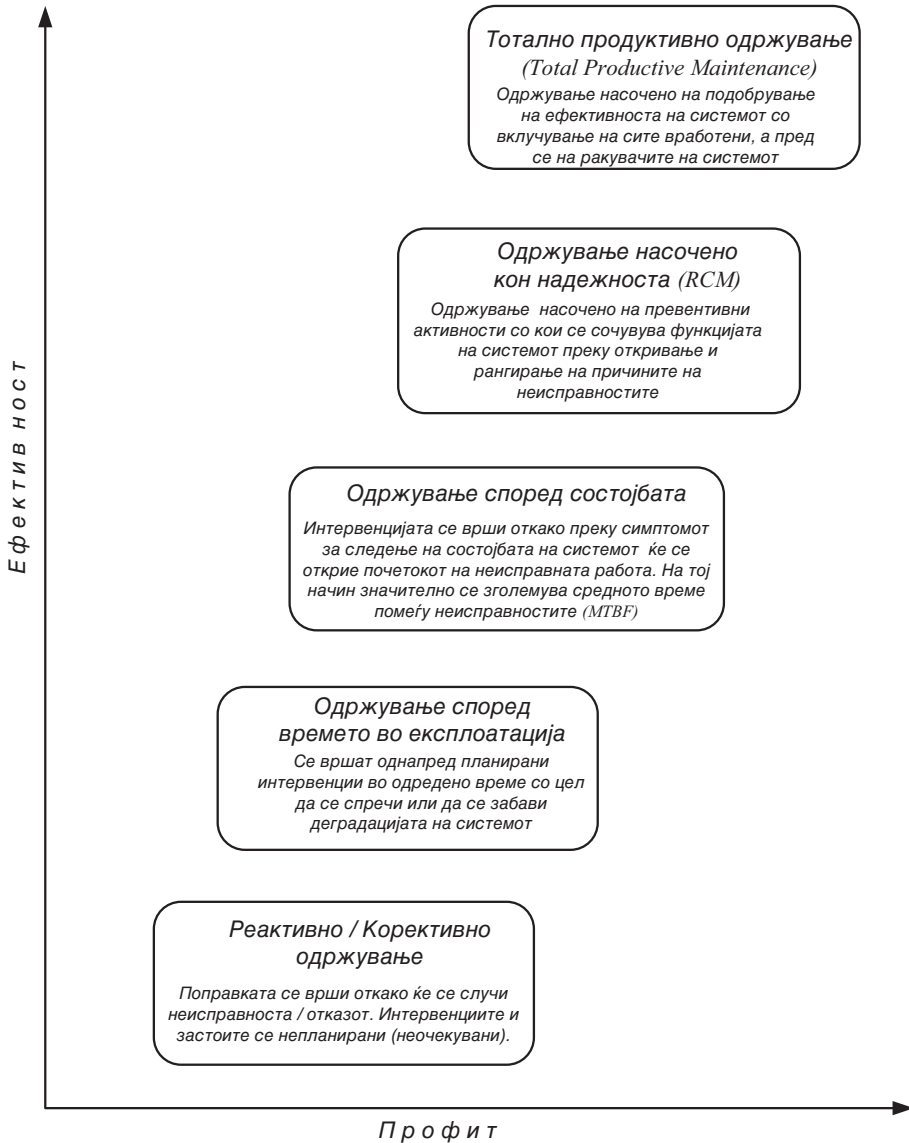 Тотално продуктивно одржување
(Total Productive Maintenance)
Одржување насочено на подобрување
на ефективноста на системот со
вклучување на сите вработени, а пред
се на ракувачите на системот
Одржување насочено
кон надежноста (RCM)
Одржување насочено на превентивни
активности со кои се сочувува функцијата
на системот преку откривање и
рангирање на причините на
неисправностите
Одржување според состојбата
Интервенцијата се врши откако преку симптомот
за следење на состојбата на системот ќе се
открие почетокот на неисправната работа. На тој
начин значително се зголемува средното време
помеѓу неисправностите (MTBF)
Одржување според
времето во експлоатација
Се вршат однапред планирани
интервенции во одредено време со цел
да се спречи или да се забави
деградацијата на системот
Реактивно / Корективно
одржување
Поправката се врши откако ќе се случи
неисправноста / отказот. Интервенциите и
застоите се непланирани (неочекувани).
Ефектив ност
Профит